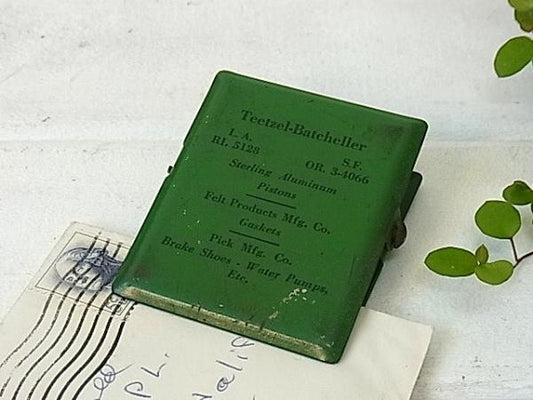 Teetzel-Batcheller
L. A. S.F.
RI. 5128 OR. 3-4066
Sterling Aluminum
Pistons
Felt Products Mfg. Co.
Gaskets
Pick Mfg. Co.
Brake Shoes - Water Pumps,
Etc.
PL.